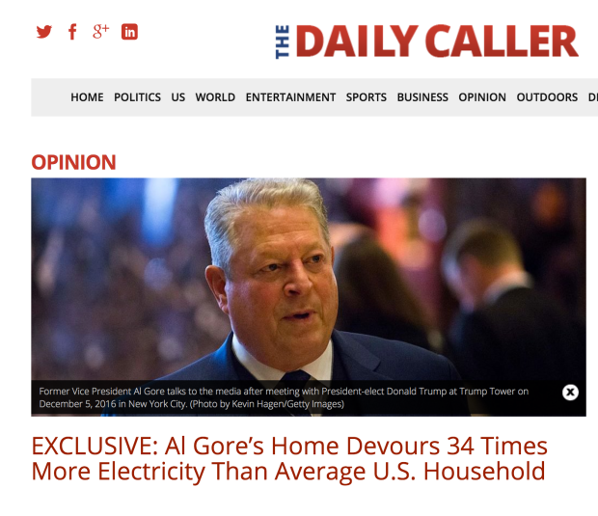 THE DAILY CALLER
HOME POLITICS US WORLD ENTERTAINMENT SPORTS BUSINESS OPINION OUTDOORS
OPINION
Former Vice President Al Gore talks to the media after meeting with President-elect Donald Trump at Trump Tower on
December 5, 2016 in New York City. (Photo by Kevin Hagen/Getty Images)
EXCLUSIVE: Al Gore’s Home Devours 34 Times
More Electricity Than Average U.S. Household